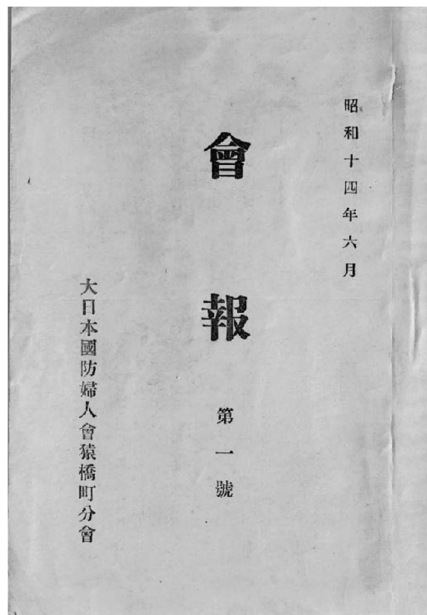 昭和十四年六月
會報 第一號
大日本國防婦人會猿橋町分會